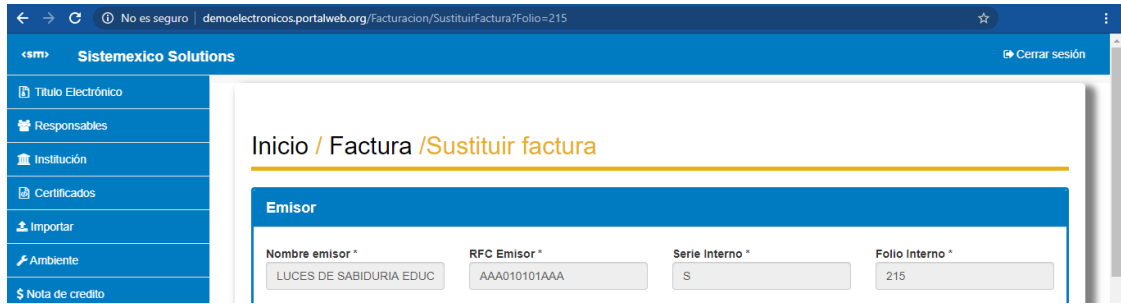 No es seguro | demoelectronicos.portalweb.org/Facturacion/SustituirFactura?Folio=215
<sm> Sistemexico Solutions Cerrar sesión
Titulo Electrónico
Responsables
Institución
Certificados
Importar
Ambiente
$ Nota de credito
Inicio / Factura /Sustituir factura
Emisor
Nombre emisor * RFC Emisor * Serie Interno * Folio Interno *
LUCES DE SABIDURIA EDUC AAA010101AAA S 215